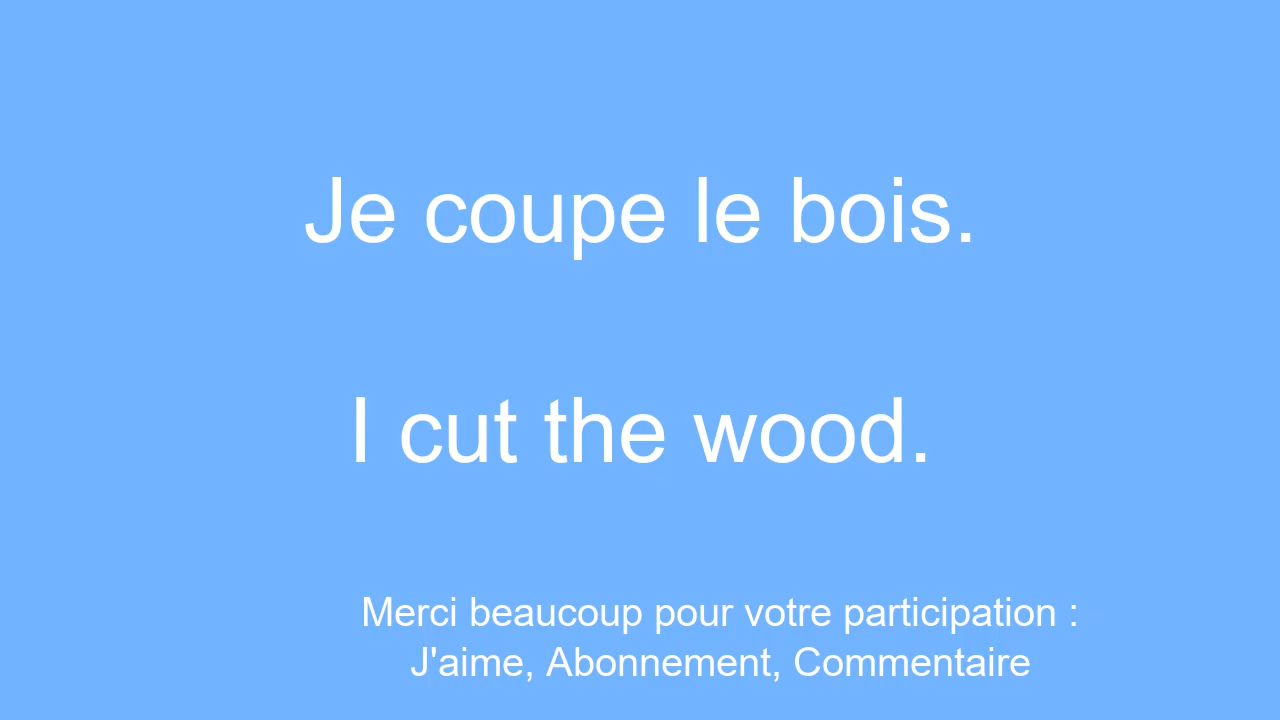 Je coupe le bois.
I cut the wood.
Merci beaucoup pour votre participation :
J'aime, Abonnement, Commentaire